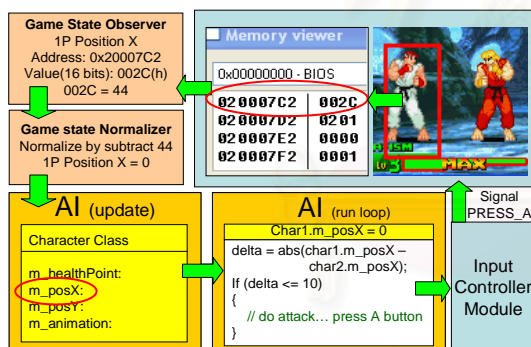 Game State Observer
1P Position X
Address: 0x20007C2
Value(16 bits): 002C(h)
002C = 44
Game state Normalizer
Normalize by subtract 44
1P Position X = 0
Memory viewer
0x00000000 - BIOS
020007C2 002C
020007D2 0201
020007E2 0000
020007F2 0001
MAX
AI (update)
Character Class
m_healthPoint:
m_posX:
m_posY:
m_animation:
AI (run loop)
Char1.m_posX = 0
delta = abs(char1.m_posX –
char2.m_posX);
If (delta <= 10)
{
// do attack… press A button
}
Signal
PRESS_A
Input
Controller
Module